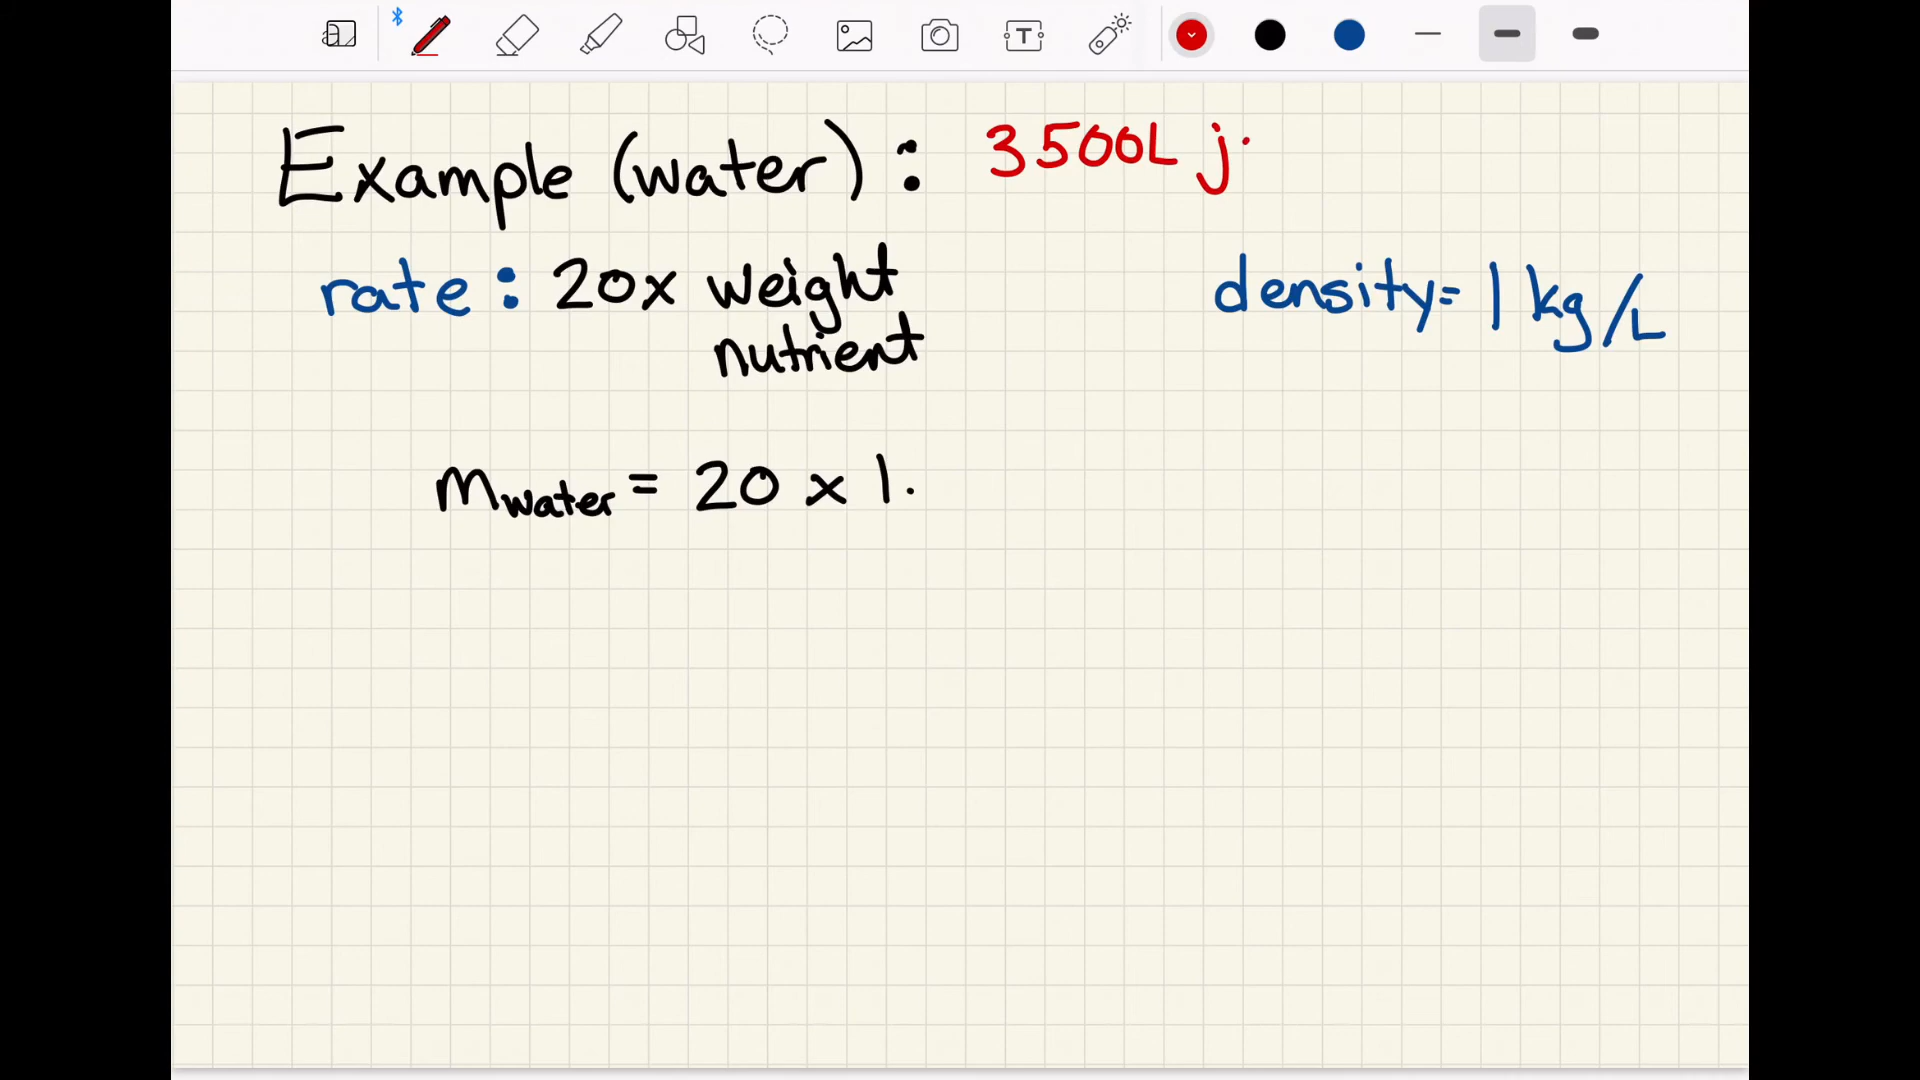 Example (water): 3500L j.
rate: 20x weight
nutrient
density= 1 kg/L
mwater = 20 x 1.